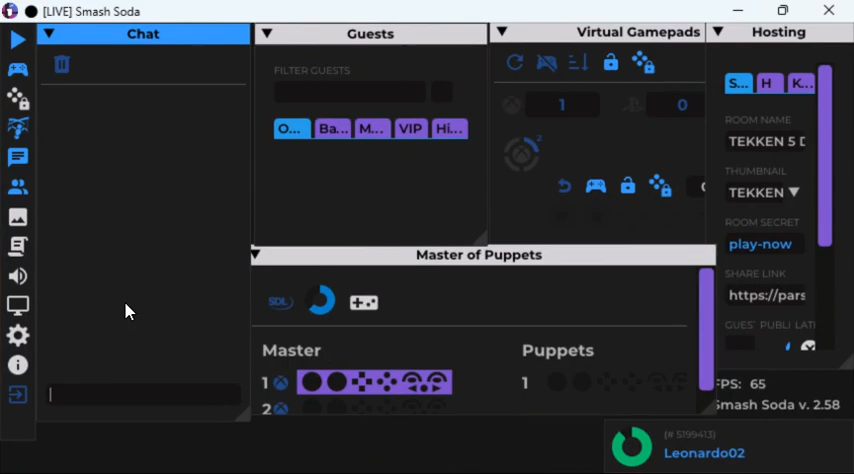 [LIVE] Smash Soda
Chat
Guests
FILTER GUESTS
O... Ba... M... VIP Hi...
Virtual Gamepads
1
0
2
Hosting
S... H K...
ROOM NAME
TEKKEN 5 D
THUMBNAIL
TEKKEN
ROOM SECRET
play-now
SHARE LINK
https://pars
GUES PUBLI LATI
Master of Puppets
SDL
Master
Puppets
1
1
2
FPS: 65
Smash Soda v. 2.58
(# 5199413)
Leonardo02